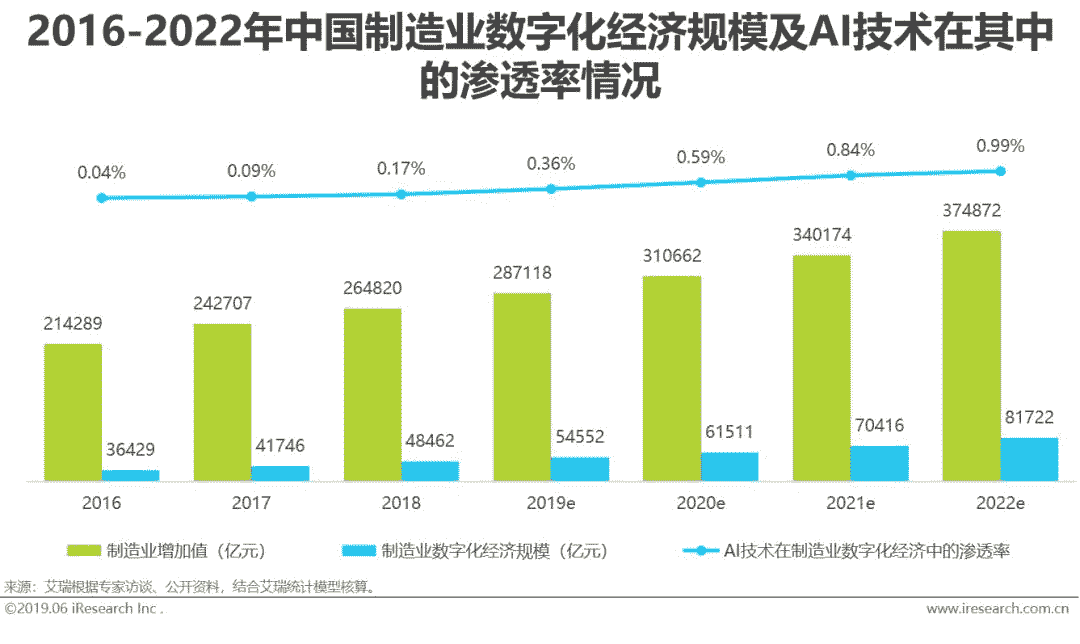 2016-2022年中国制造业数字化经济规模及AI技术在其中
的渗透率情况
0.04% 0.09% 0.17% 0.36% 0.59% 0.84% 0.99%
214289 242707 264820 287118 310662 340174 374872
36429 41746 48462 54552 61511 70416 81722
2016 2017 2018 2019e 2020e 2021e 2022e
制造业增加值（亿元） 制造业数字化经济规模（亿元） AI技术在制造业数字化经济中的渗透率
来源：艾瑞根据专家访谈、公开资料，结合艾瑞统计模型核算。
©2019.06 iResearch Inc . www.iresearch.com.cn